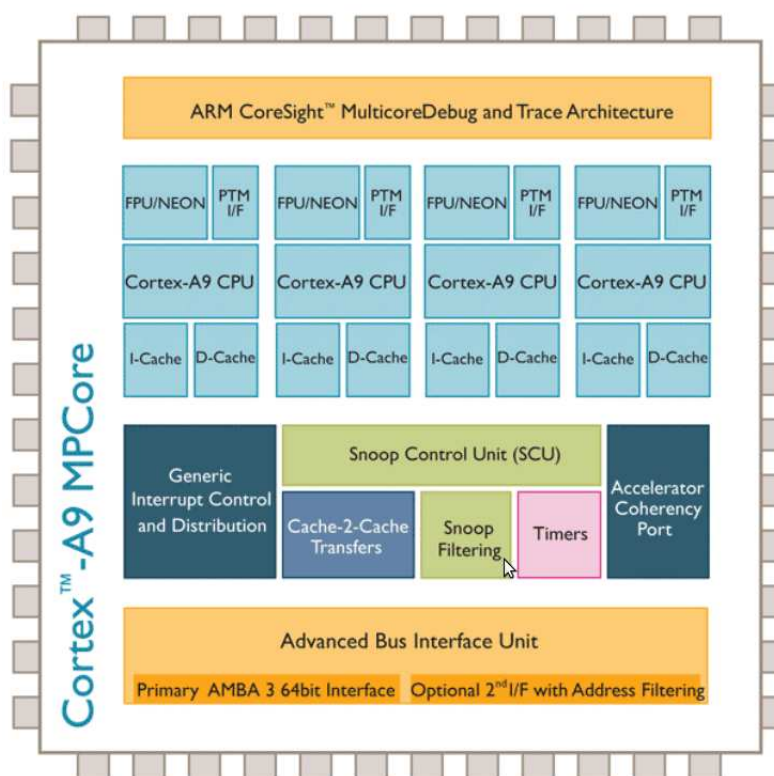 ARM CoreSight™ MulticoreDebug and Trace Architecture
FPU/NEON
PTM
I/F
FPU/NEON
PTM
I/F
FPU/NEON
PTM
I/F
FPU/NEON
PTM
I/F
Cortex-A9 CPU
Cortex-A9 CPU
Cortex-A9 CPU
Cortex-A9 CPU
I-Cache
D-Cache
I-Cache
D-Cache
I-Cache
D-Cache
I-Cache
D-Cache
Cortex™-A9 MPCore
Generic
Interrupt Control
and Distribution
Snoop Control Unit (SCU)
Cache-2-Cache
Transfers
Snoop
Filtering
Timers
Accelerator
Coherency
Port
Advanced Bus Interface Unit
Primary AMBA 3 64bit Interface
Optional 2nd I/F with Address Filtering